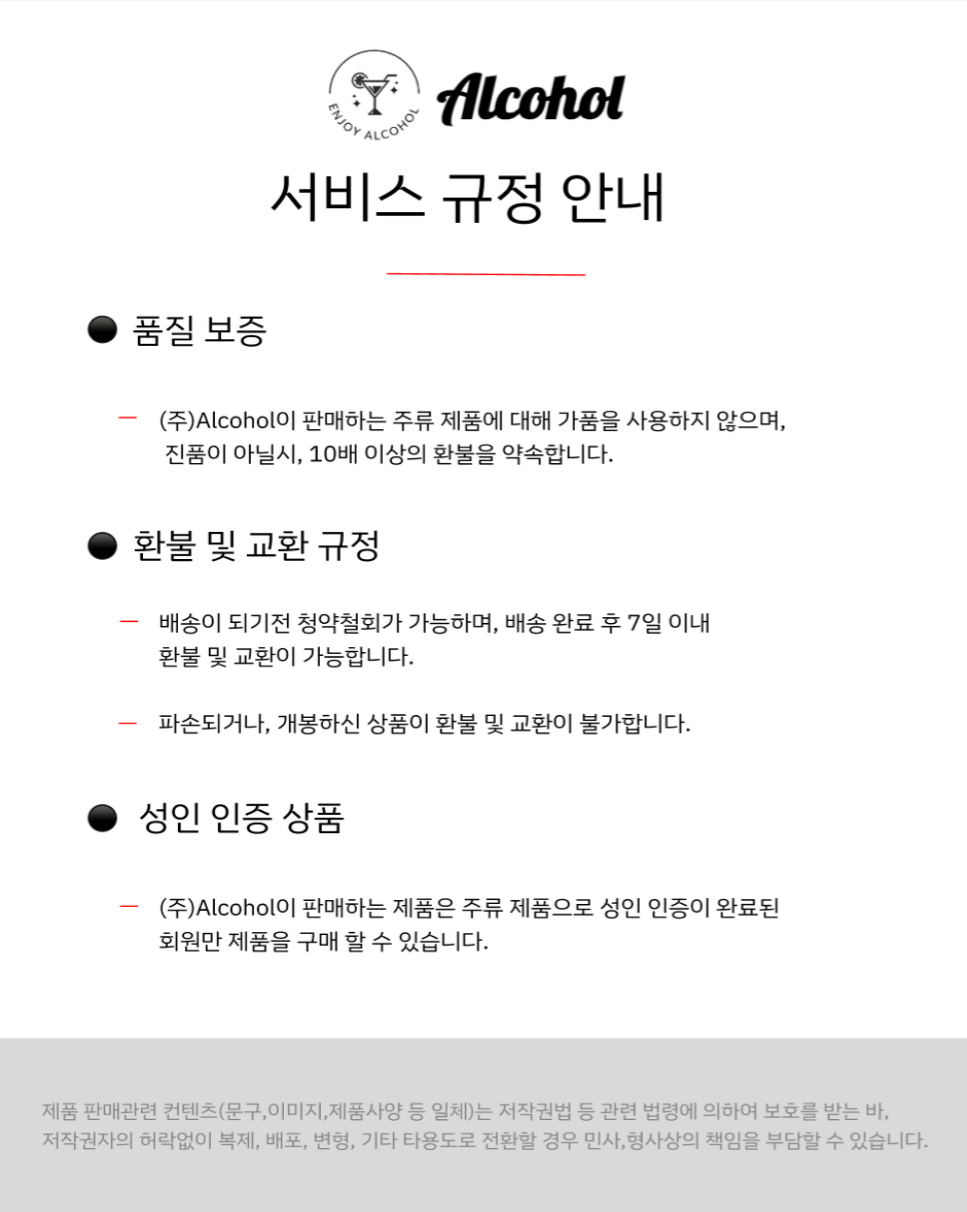 ENJOY ALCOHOL
Alcohol
서비스 규정 안내
품질 보증
(주)Alcohol이 판매하는 주류 제품에 대해 가품을 사용하지 않으며,
진품이 아닐시, 10배 이상의 환불을 약속합니다.
환불 및 교환 규정
배송이 되기전 청약철회가 가능하며, 배송 완료 후 7일 이내
환불 및 교환이 가능합니다.
파손되거나, 개봉하신 상품이 환불 및 교환이 불가합니다.
성인 인증 상품
(주)Alcohol이 판매하는 제품은 주류 제품으로 성인 인증이 완료된
회원만 제품을 구매 할 수 있습니다.
제품 판매관련 컨텐츠(문구,이미지,제품사양 등 일체)는 저작권법 등 관련 법령에 의하여 보호를 받는 바,
저작권자의 허락없이 복제, 배포, 변형, 기타 타용도로 전환할 경우 민사,형사상의 책임을 부담할 수 있습니다.